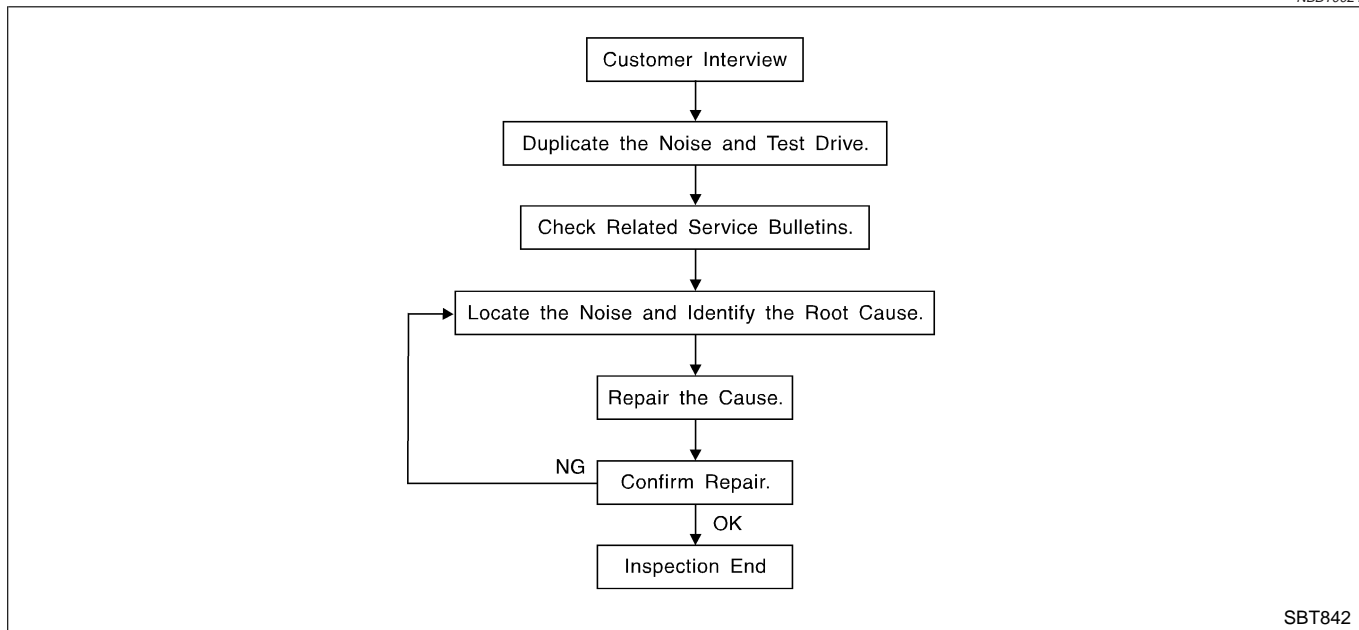 Customer Interview
Duplicate the Noise and Test Drive.
Check Related Service Bulletins.
Locate the Noise and Identify the Root Cause.
Repair the Cause.
NG
Confirm Repair.
OK
Inspection End
SBT842